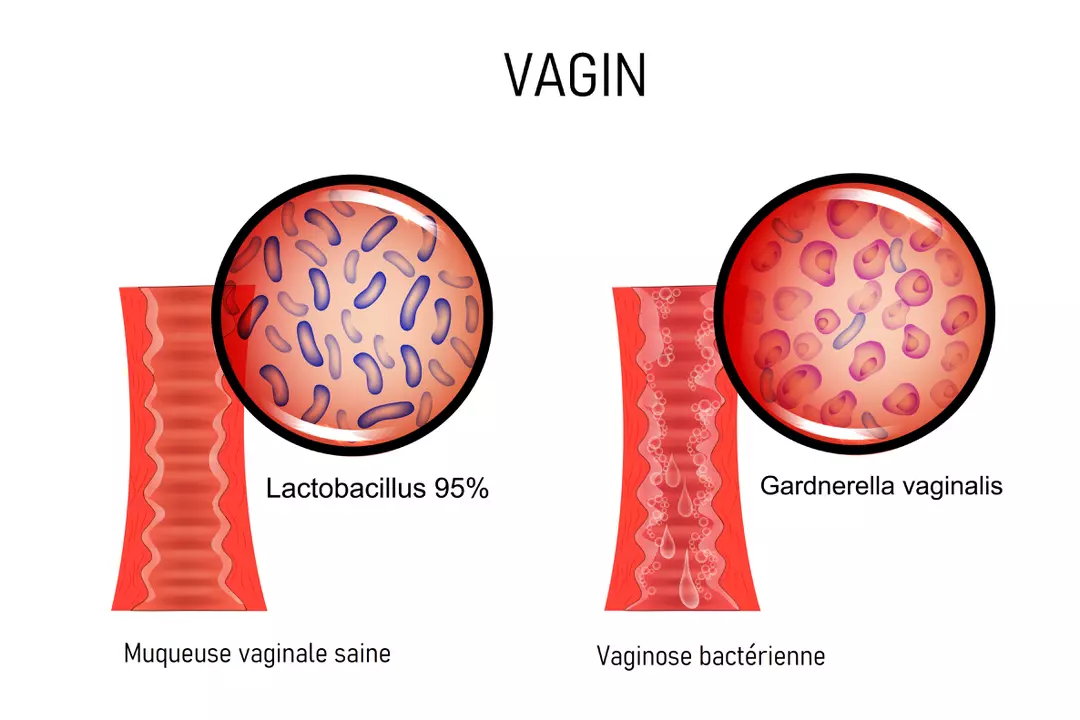 VAGIN
Lactobacillus 95%
Gardnerella vaginalis
Muqueuse vaginale saine
Vaginose bactérienne